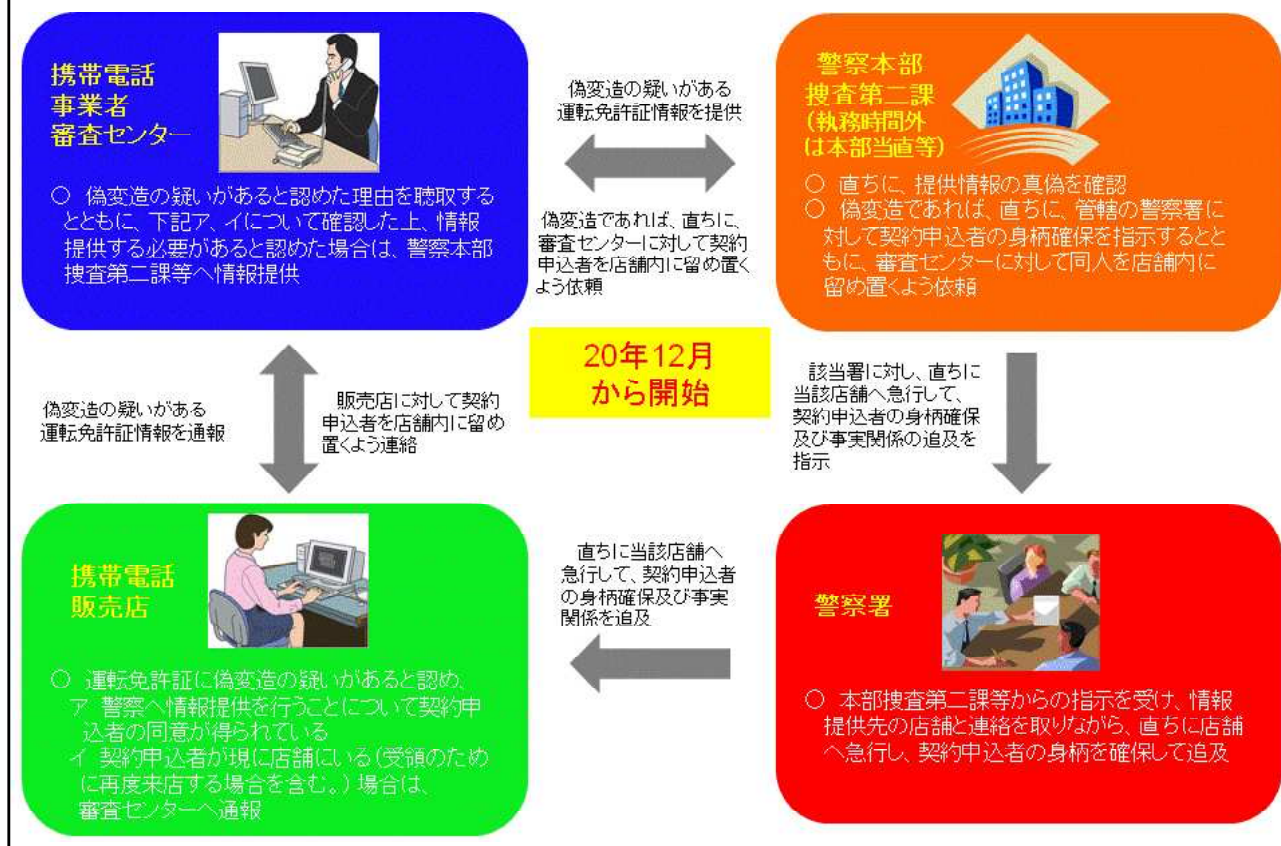 携帯電話
事業者
審査センター
○ 偽変造の疑いがあると認めた理由を聴取する
とともに、下記ア、イについて確認した上、情報
提供する必要があると認めた場合は、警察本部
捜査第二課等へ情報提供
偽変造の疑いがある
運転免許証情報を提供
偽変造であれば、直ちに、
審査センターに対して契約
申込者を店舗内に留め置く
よう依頼
警察本部
捜査第二課
(執務時間外
は本部当直等)
○ 直ちに、提供情報の真偽を確認
○ 偽変造であれば、直ちに、管轄の警察署に
対して契約申込者の身柄確保を指示するとと
もに、審査センターに対して同人を店舗内に
留め置くよう依頼
20年12月
から開始
偽変造の疑いがある
運転免許証情報を通報
販売店に対して契約
申込者を店舗内に留め
置くよう連絡
該当署に対し、直ちに
当該店舗へ急行して、
契約申込者の身柄確保
及び事実関係の追及を
指示
携帯電話
販売店
○ 運転免許証に偽変造の疑いがあると認め、
ア 警察へ情報提供を行うことについて契約申
込者の同意が得られている
イ 契約申込者が現に店舗にいる(受領のため
に再度来店する場合を含む。)場合は、
審査センターへ通報
直ちに当該店舗へ
急行して、契約申込者
の身柄確保及び事実
関係を追及
警察署
○ 本部捜査第二課等からの指示を受け、情報
提供先の店舗と連絡を取りながら、直ちに店舗
へ急行し、契約申込者の身柄を確保して追及